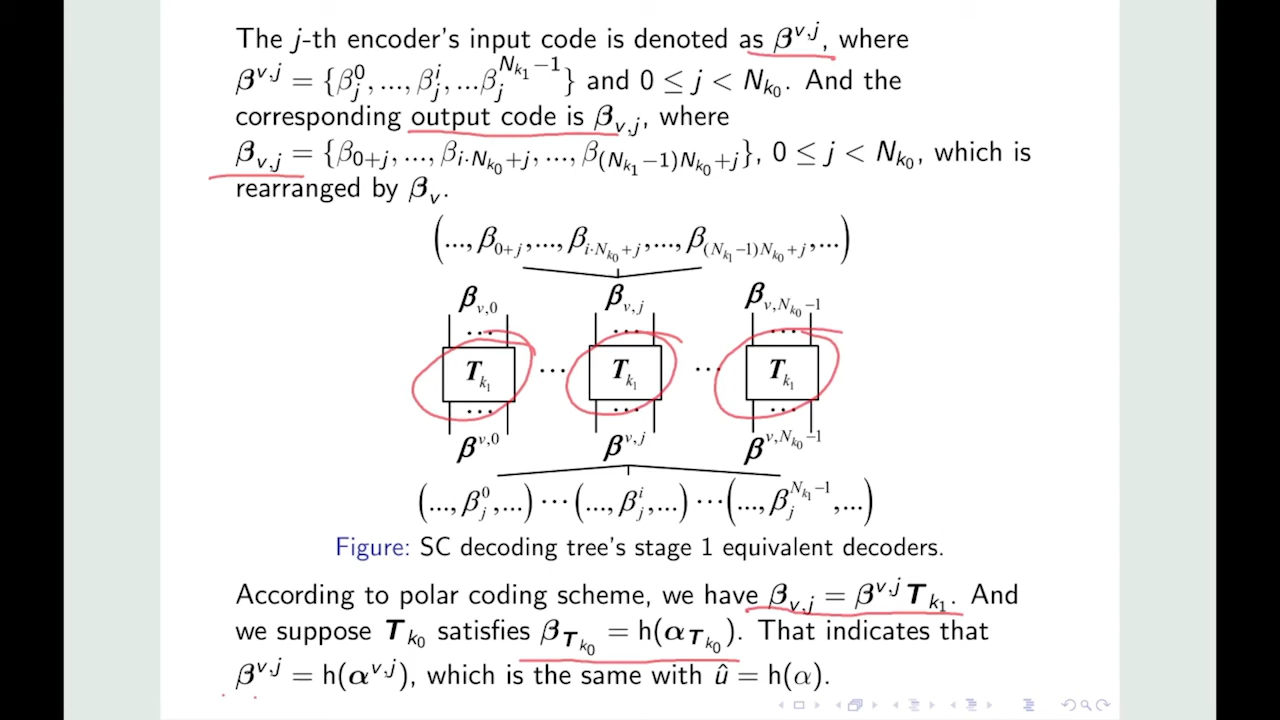 The j-th encoder's input code is denoted as β^{v,j}, where
β^{v,j} = {β_j^0, ..., β_j^i, ...β_j^{N_{k_1}−1}} and 0 ≤ j < N_{k_0}. And the
corresponding output code is β_{v,j}, where
β_{v,j} = {β_{0+j}, ..., β_{i·N_{k_0}+j}, ..., β_{(N_{k_1}−1)N_{k_0}+j}}, 0 ≤ j < N_{k_0}, which is
rearranged by β_v.
(..., β_{0+j}, ..., β_{i·N_{k_0}+j}, ..., β_{(N_{k_1}−1)N_{k_0}+j}, ...)
β_{v,0} β_{v,j} β_{v,N_{k_0}−1}
... ... ...
T_{k_1} ... T_{k_1} ... T_{k_1}
... ... ...
β^{v,0} β^{v,j} β^{v,N_{k_0}−1}
(..., β_j^0, ...) ... (..., β_j^i, ...) ... (..., β_j^{N_{k_1}−1}, ...)
Figure: SC decoding tree's stage 1 equivalent decoders.
According to polar coding scheme, we have β_{v,j} = β^{v,j} T_{k_1}. And
we suppose T_{k_0} satisfies β_{T_{k_0}} = h(α_{T_{k_0}}). That indicates that
β^{v,j} = h(α^{v,j}), which is the same with û = h(α).